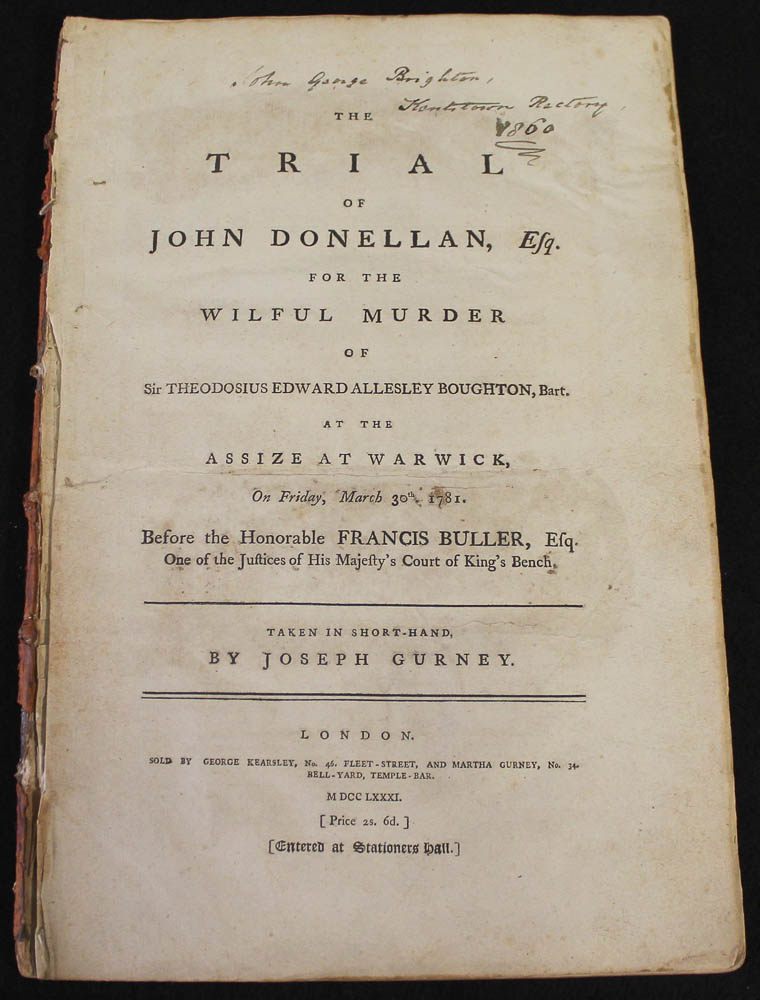 John George Brighton,
Kentstown Rectory,
1860
THE
TRIAL
OF
JOHN DONELLAN, Eſq.
FOR THE
WILFUL MURDER
OF
Sir THEODOSIUS EDWARD ALLESLEY BOUGHTON, Bart.
AT THE
ASSIZE AT WARWICK,
On Friday, March 30th. 1781.
Before the Honorable FRANCIS BULLER, Eſq.
One of the Juſtices of His Majeſty's Court of King's Bench.
TAKEN IN SHORT-HAND,
BY JOSEPH GURNEY.
LONDON.
SOLD BY GEORGE KEARSLEY, No. 46. FLEET-STREET, AND MARTHA GURNEY, No. 34.
BELL-YARD, TEMPLE-BAR.
M DCC LXXXI.
[ Price 2s. 6d. ]
[Entered at Stationers Hall.]